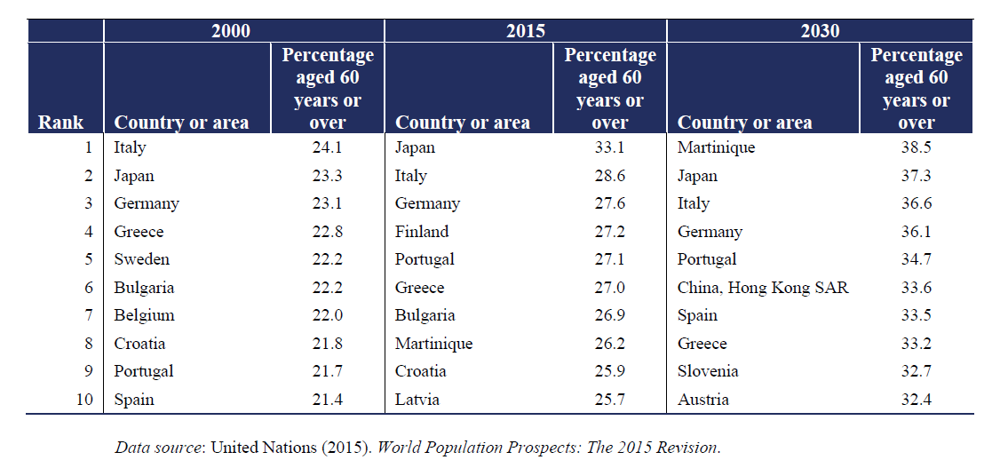 2000 2015 2030
Rank Country or area Percentage aged 60 years or over Country or area Percentage aged 60 years or over Country or area Percentage aged 60 years or over
1 Italy 24.1 Japan 33.1 Martinique 38.5
2 Japan 23.3 Italy 28.6 Japan 37.3
3 Germany 23.1 Germany 27.6 Italy 36.6
4 Greece 22.8 Finland 27.2 Germany 36.1
5 Sweden 22.2 Portugal 27.1 Portugal 34.7
6 Bulgaria 22.2 Greece 27.0 China, Hong Kong SAR 33.6
7 Belgium 22.0 Bulgaria 26.9 Spain 33.5
8 Croatia 21.8 Martinique 26.2 Greece 33.2
9 Portugal 21.7 Croatia 25.9 Slovenia 32.7
10 Spain 21.4 Latvia 25.7 Austria 32.4
Data source: United Nations (2015). World Population Prospects: The 2015 Revision.